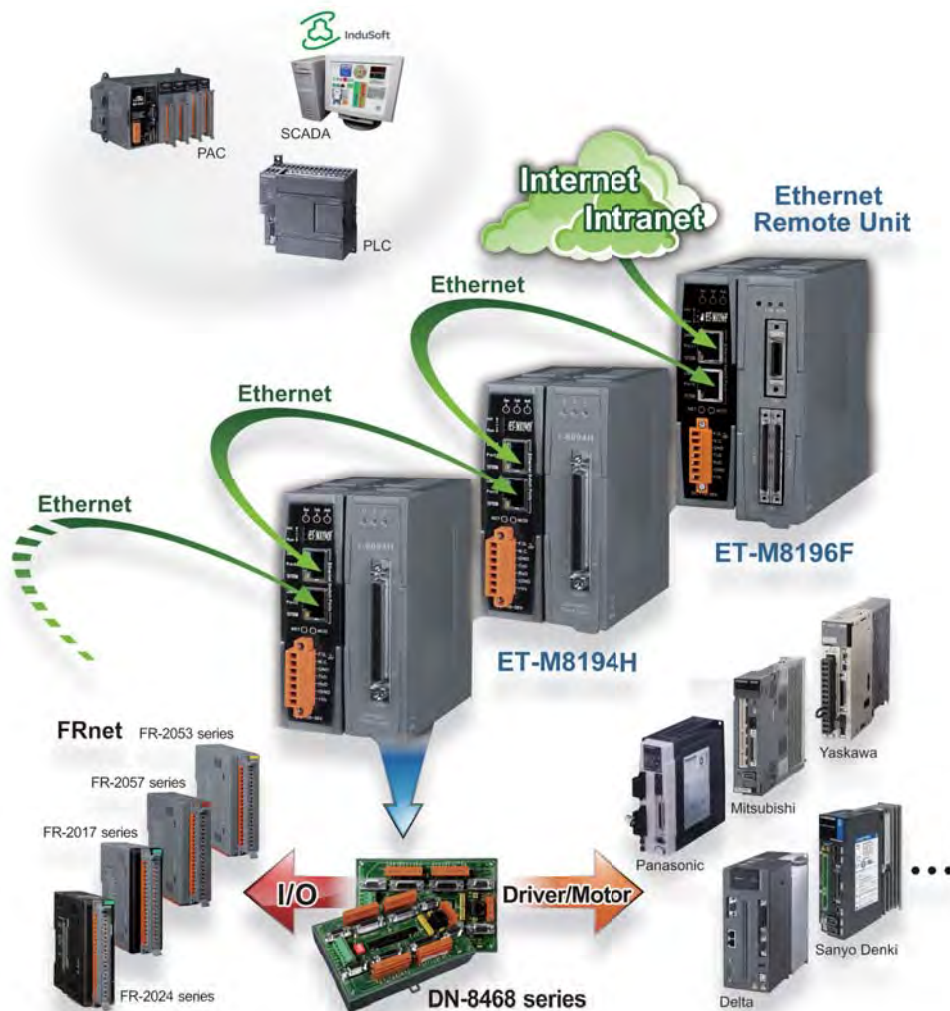 InduSoft
SCADA
PAC
PLC
Internet
Intranet
Ethernet
Remote Unit
Ethernet
Ethernet
Ethernet
ET-M8196F
ET-M8194H
FRnet
FR-2053 series
FR-2057 series
FR-2017 series
FR-2024 series
I/O
Driver/Motor
DN-8468 series
Yaskawa
Mitsubishi
Panasonic
Sanyo Denki
Delta
I-8094H
I-8094H